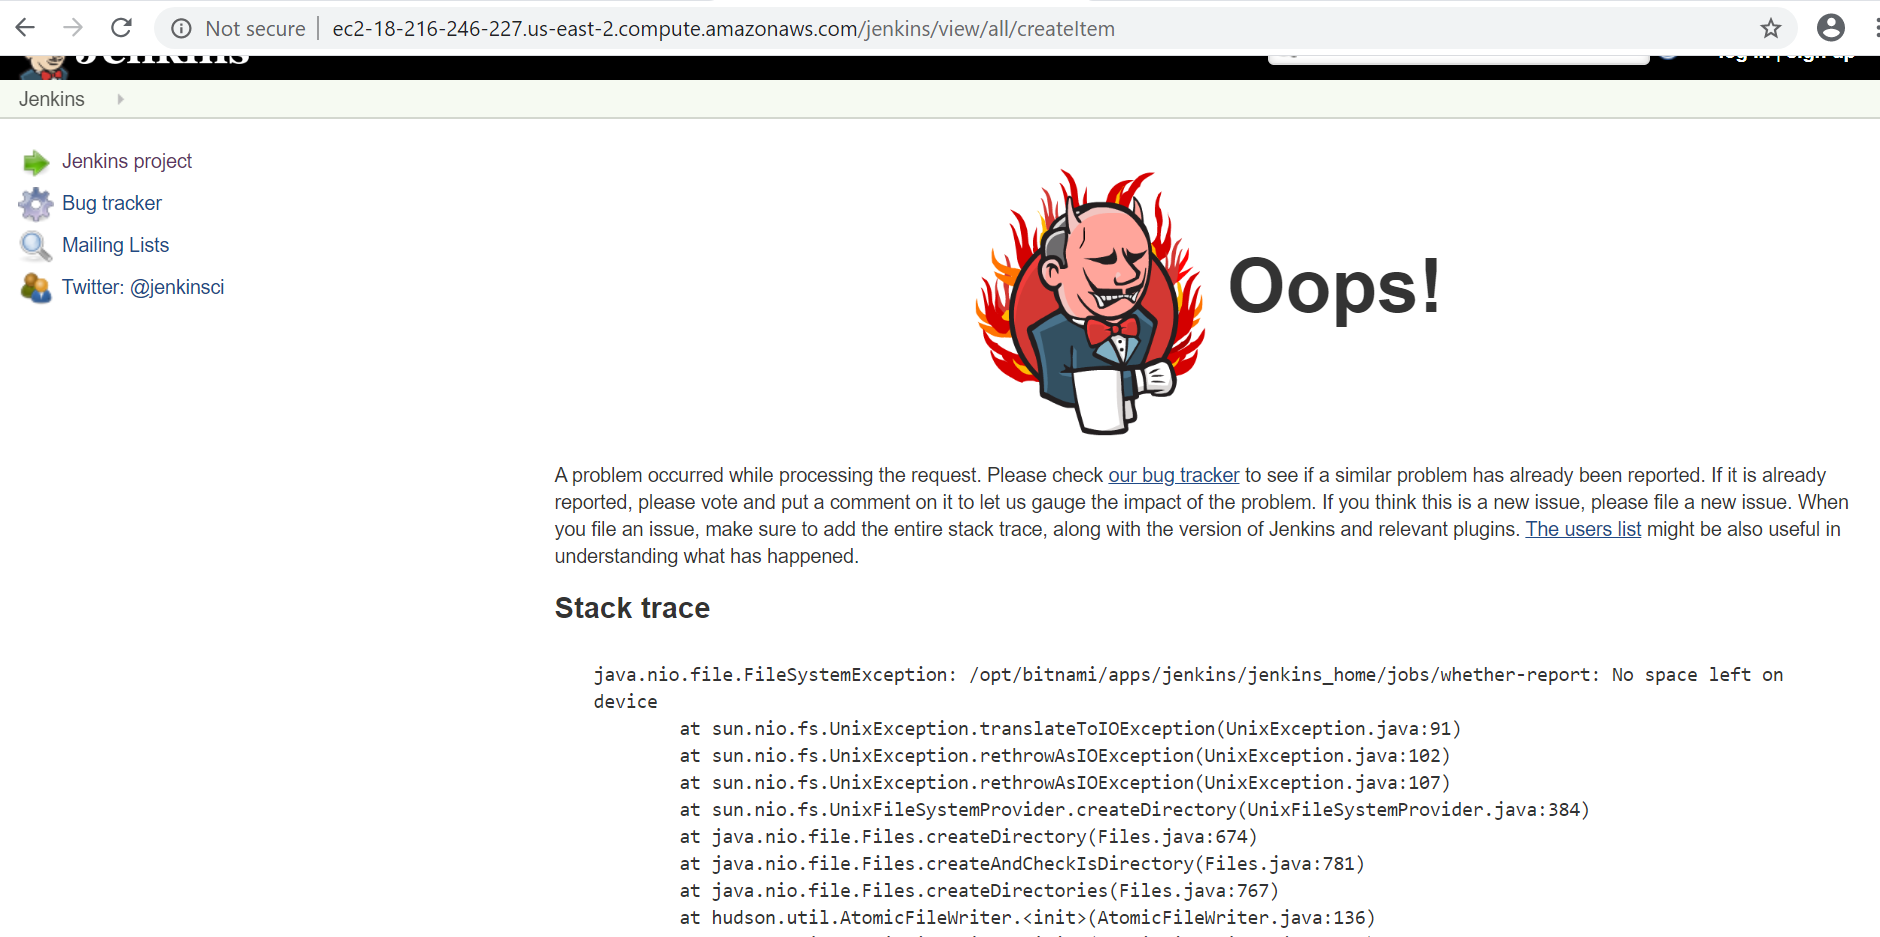 Not secure | ec2-18-216-246-227.us-east-2.compute.amazonaws.com/jenkins/view/all/createItem
Jenkins
log in | sign up
Jenkins
Jenkins project
Bug tracker
Mailing Lists
Twitter: @jenkinsci
Oops!
A problem occurred while processing the request. Please check our bug tracker to see if a similar problem has already been reported. If it is already
reported, please vote and put a comment on it to let us gauge the impact of the problem. If you think this is a new issue, please file a new issue. When
you file an issue, make sure to add the entire stack trace, along with the version of Jenkins and relevant plugins. The users list might be also useful in
understanding what has happened.
Stack trace
java.nio.file.FileSystemException: /opt/bitnami/apps/jenkins/jenkins_home/jobs/whether-report: No space left on
device
at sun.nio.fs.UnixException.translateToIOException(UnixException.java:91)
at sun.nio.fs.UnixException.rethrowAsIOException(UnixException.java:102)
at sun.nio.fs.UnixException.rethrowAsIOException(UnixException.java:107)
at sun.nio.fs.UnixFileSystemProvider.createDirectory(UnixFileSystemProvider.java:384)
at java.nio.file.Files.createDirectory(Files.java:674)
at java.nio.file.Files.createAndCheckIsDirectory(Files.java:781)
at java.nio.file.Files.createDirectories(Files.java:767)
at hudson.util.AtomicFileWriter.<init>(AtomicFileWriter.java:136)